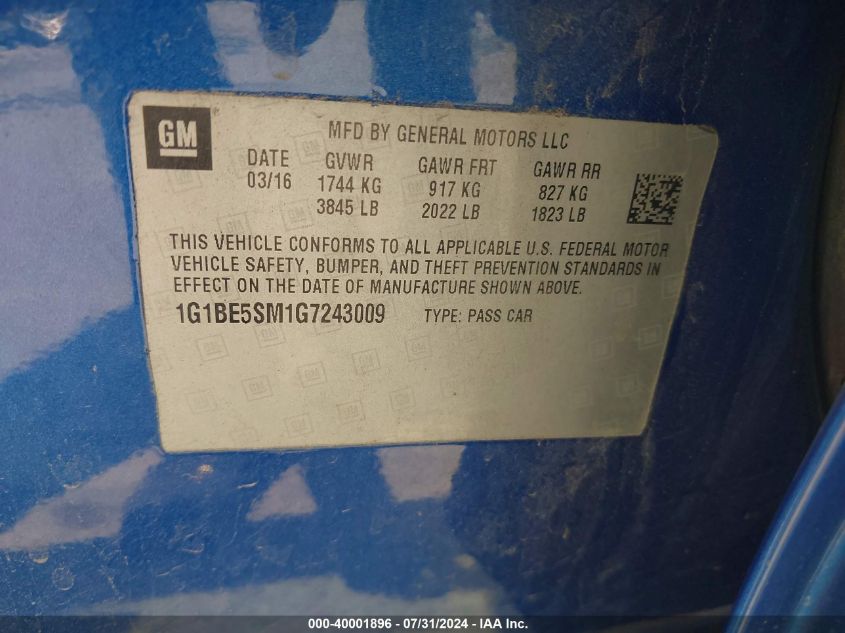 GM
MFD BY GENERAL MOTORS LLC
DATE GVWR GAWR FRT GAWR RR
03/16 1744 KG 917 KG 827 KG
3845 LB 2022 LB 1823 LB
THIS VEHICLE CONFORMS TO ALL APPLICABLE U.S. FEDERAL MOTOR
VEHICLE SAFETY, BUMPER, AND THEFT PREVENTION STANDARDS IN
EFFECT ON THE DATE OF MANUFACTURE SHOWN ABOVE.
1G1BE5SM1G7243009 TYPE: PASS CAR
000-40001896 - 07/31/2024 - IAA Inc.